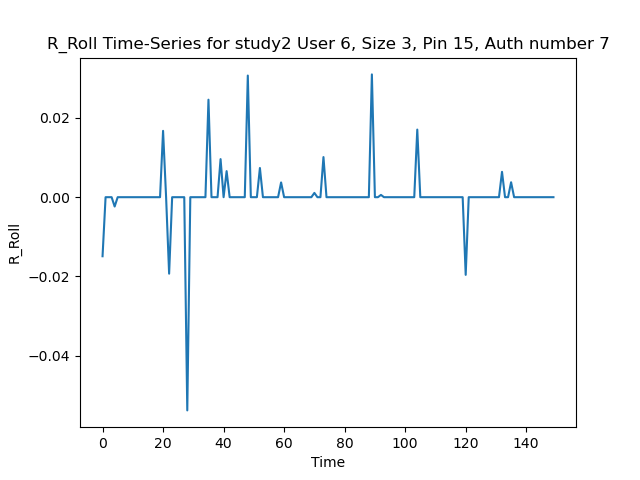 R_Roll Time-Series for study2 User 6, Size 3, Pin 15, Auth number 7
0.02
0.00
−0.02
−0.04
R_Roll
0 20 40 60 80 100 120 140
Time